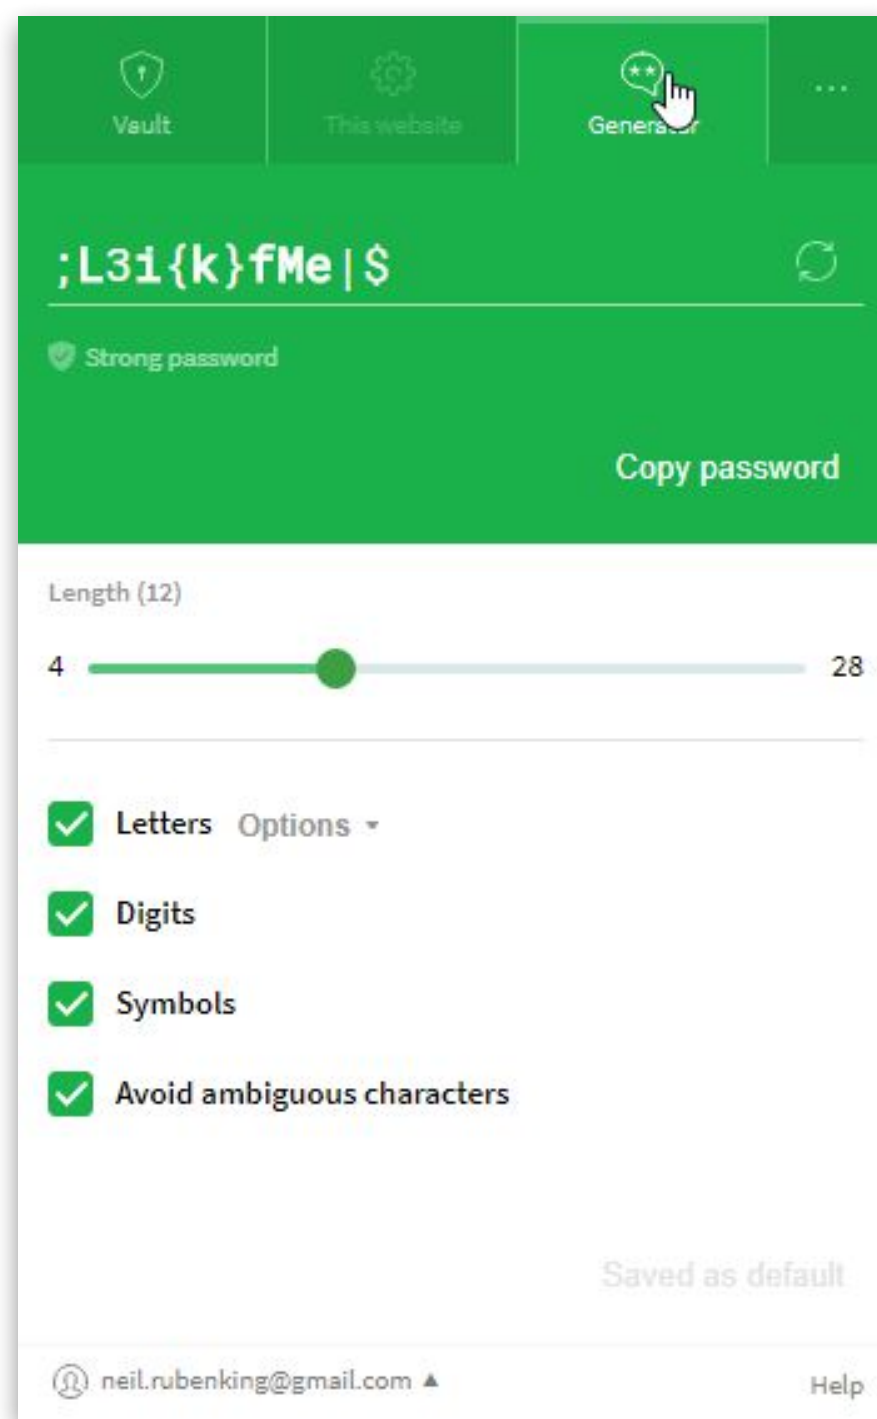 Vault This website Generator ...
;L3i{k}fMe|$
Strong password
Copy password
Length (12)
4 28
Letters Options
Digits
Symbols
Avoid ambiguous characters
Saved as default
neil.rubenking@gmail.com Help